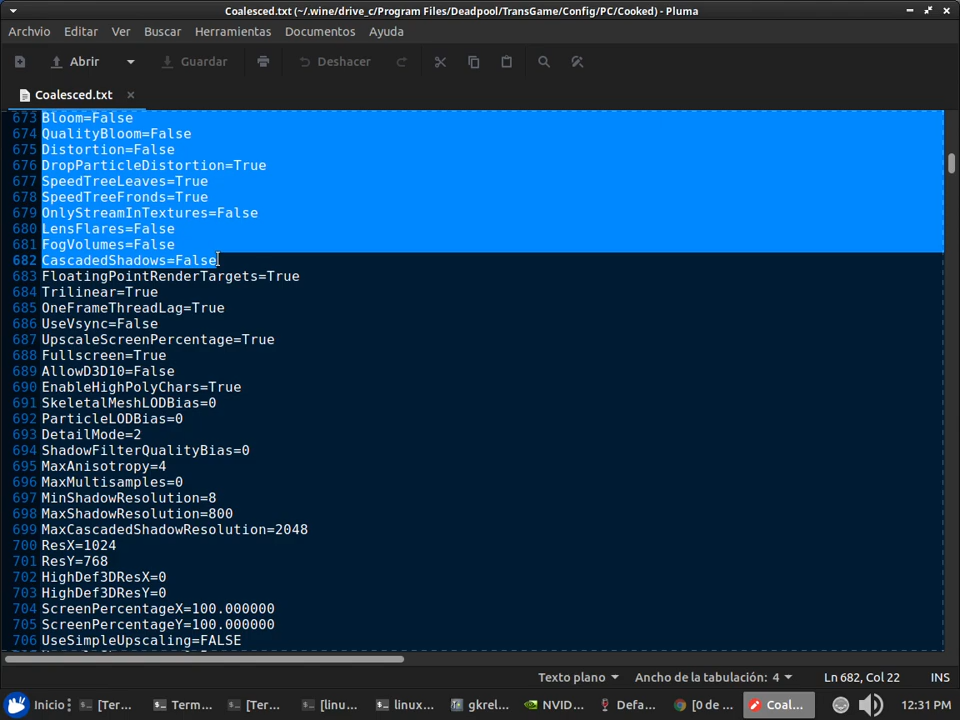 Coalesced.txt (~/.wine/drive_c/Program Files/Deadpool/TransGame/Config/PC/Cooked) - Pluma
Archivo Editar Ver Buscar Herramientas Documentos Ayuda
Abrir Guardar Deshacer
Coalesced.txt
673 Bloom=False
674 QualityBloom=False
675 Distortion=False
676 DropParticleDistortion=True
677 SpeedTreeLeaves=True
678 SpeedTreeFronds=True
679 OnlyStreamInTextures=False
680 LensFlares=False
681 FogVolumes=False
682 CascadedShadows=False
683 FloatingPointRenderTargets=True
684 Trilinear=True
685 OneFrameThreadLag=True
686 UseVsync=False
687 UpscaleScreenPercentage=True
688 Fullscreen=True
689 AllowD3D10=False
690 EnableHighPolyChars=True
691 SkeletalMeshLODBias=0
692 ParticleLODBias=0
693 DetailMode=2
694 ShadowFilterQualityBias=0
695 MaxAnisotropy=4
696 MaxMultisamples=0
697 MinShadowResolution=8
698 MaxShadowResolution=800
699 MaxCascadedShadowResolution=2048
700 ResX=1024
701 ResY=768
702 HighDef3DResX=0
703 HighDef3DResY=0
704 ScreenPercentageX=100.000000
705 ScreenPercentageY=100.000000
706 UseSimpleUpscaling=FALSE
Texto plano Ancho de la tabulación: 4 Ln 682, Col 22 INS
Inicio [Ter... Term... [Ter... [linu... linux... gkrel... NVID... Defa... [0 de ... Coal... 12:31 PM